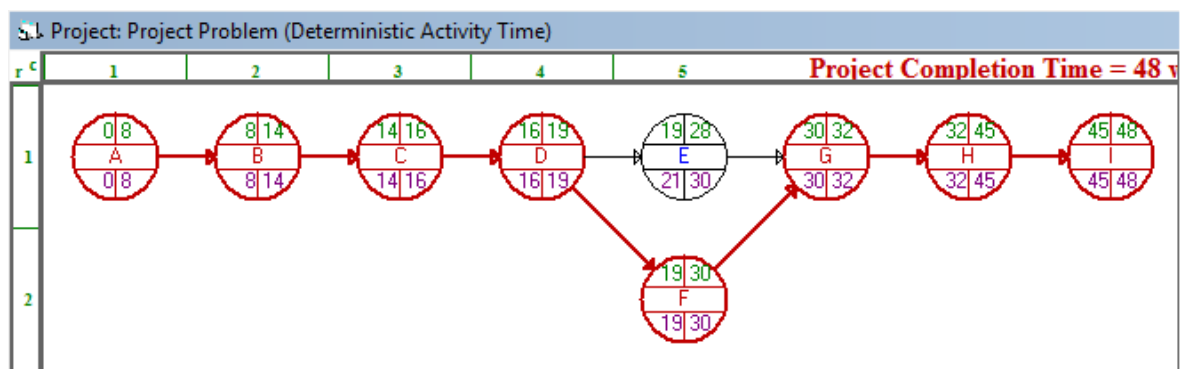 Project: Project Problem (Deterministic Activity Time)
r c 1 2 3 4 5 Project Completion Time = 48
1
0 8 8 14 14 16 16 19 19 28 30 32 32 45 45 48
A B C D E G H I
0 8 8 14 14 16 16 19 21 30 30 32 32 45 45 48
2
19 30
F
19 30